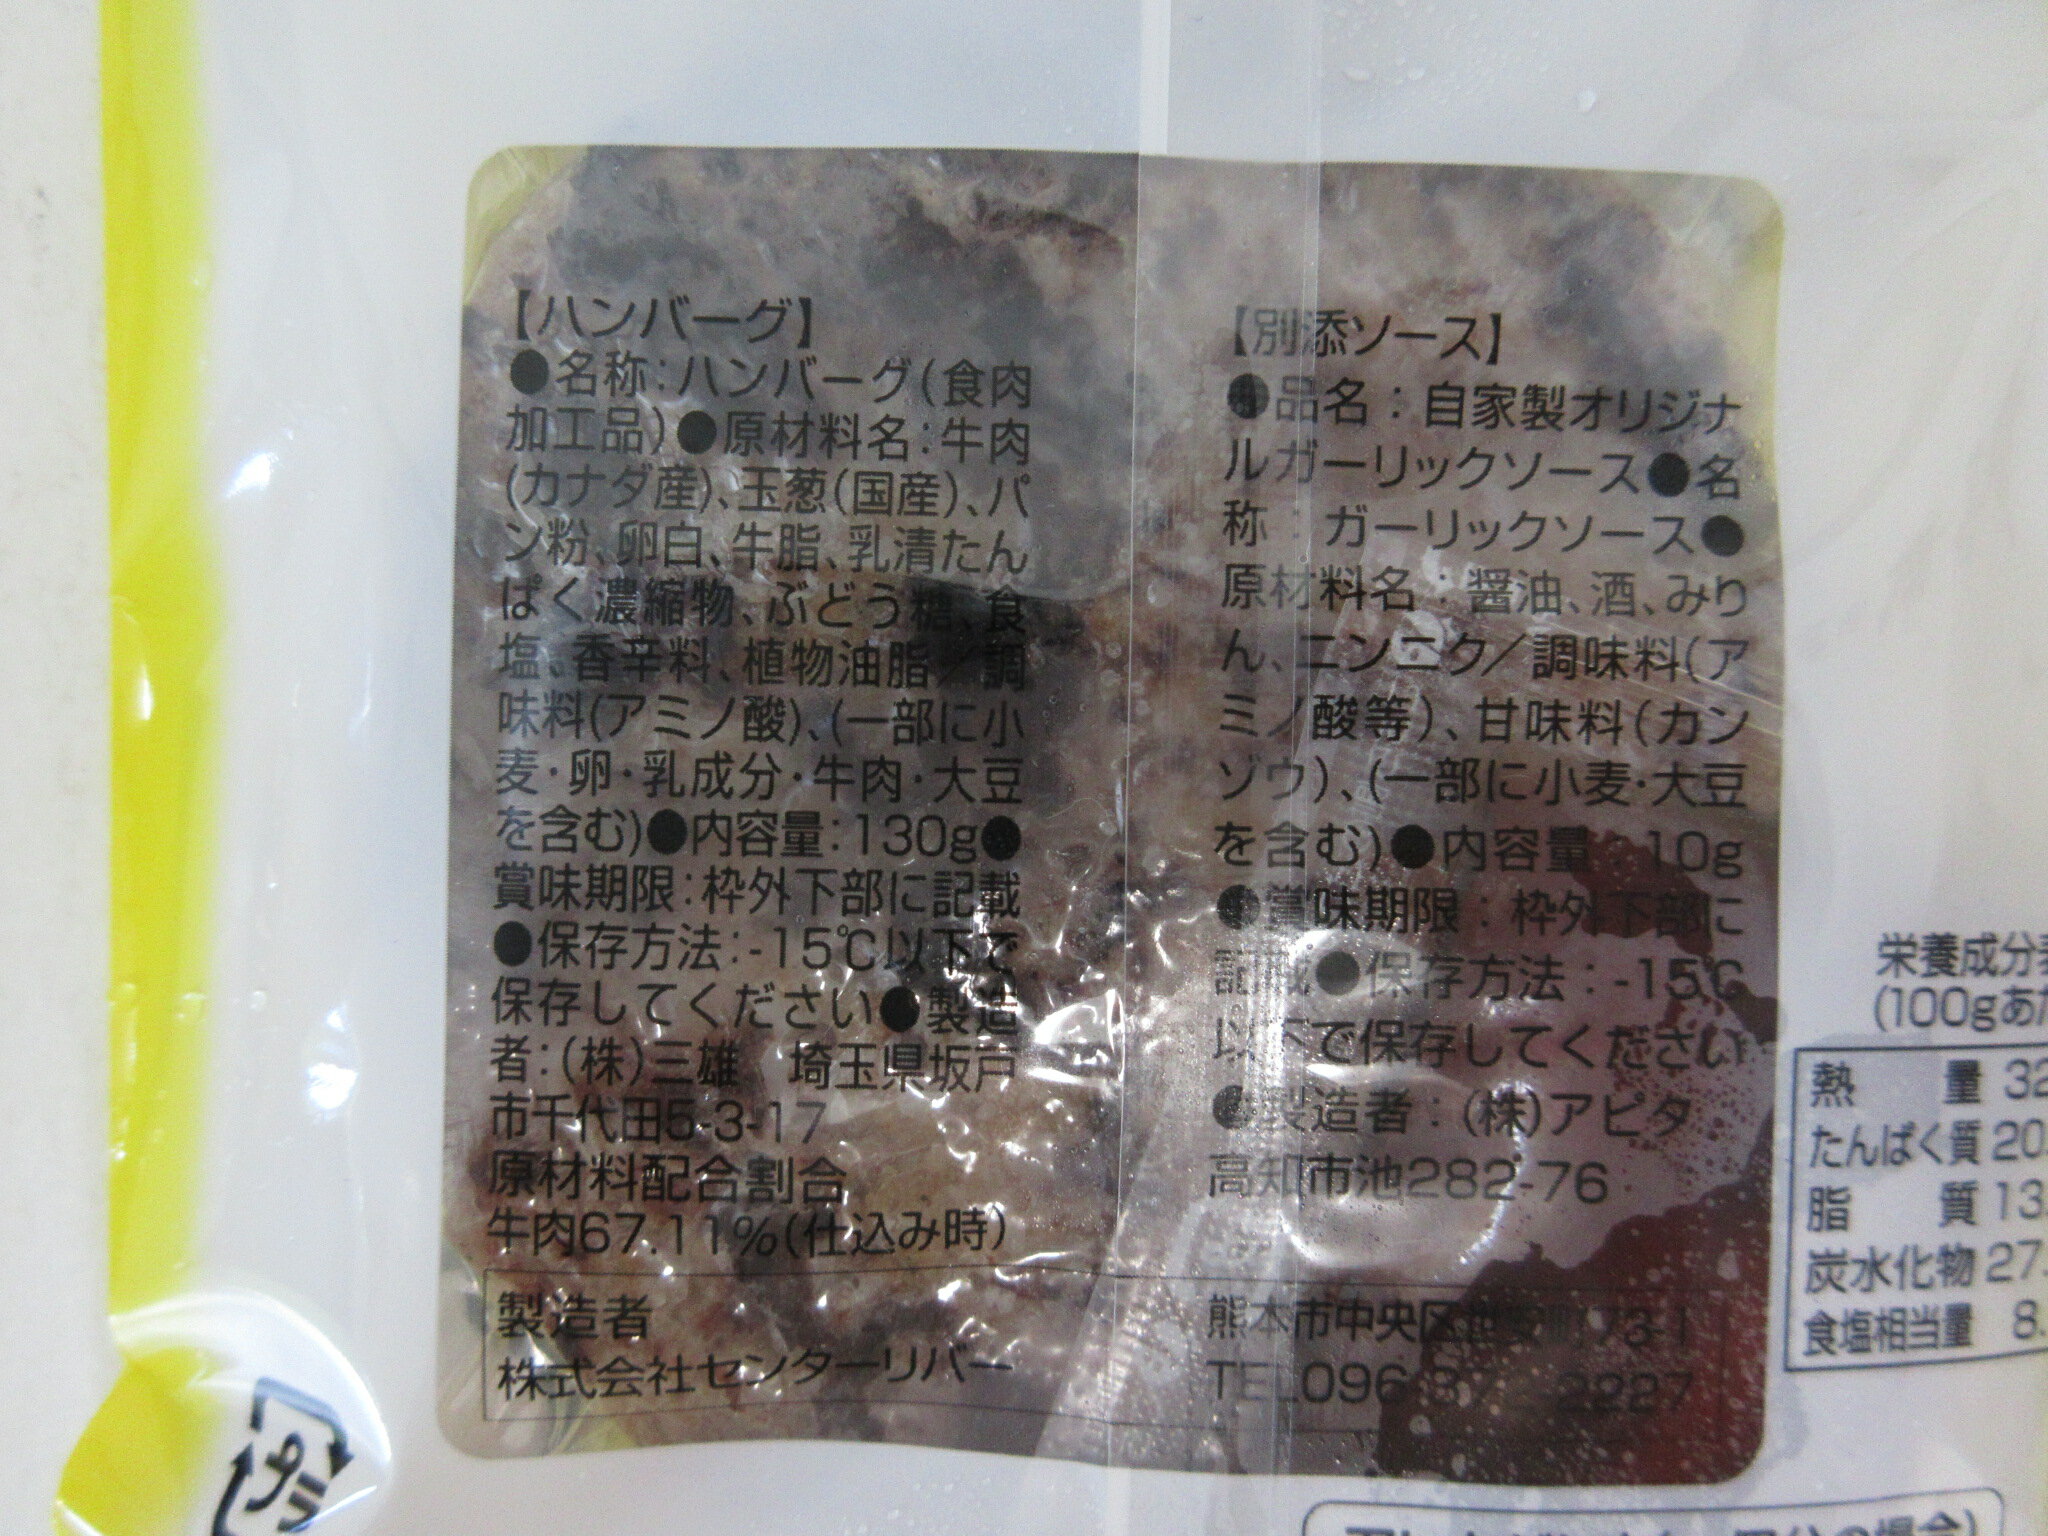 【ハンバーグ】
●名称:ハンバーグ(食肉
加工品)●原材料名:牛肉
(カナダ産)、玉葱(国産)、パ
ン粉、卵白、牛脂、乳清たん
ぱく濃縮物、ぶどう糖、食
塩、香辛料、植物油脂/調
味料(アミノ酸)、(一部に小
麦・卵・乳成分・牛肉・大豆
を含む)●内容量:130g●
賞味期限:枠外下部に記載
●保存方法:-15℃以下で
保存してください●製造
者:(株)三雄 埼玉県坂戸
市千代田5-3-17
原材料配合割合
牛肉67.11%(仕込み時)
【別添ソース】
●品名:自家製オリジナ
ルガーリックソース●名
称:ガーリックソース●
原材料名:醤油、酒、みり
ん、ニンニク/調味料(ア
ミノ酸等)、甘味料(カン
ゾウ)、(一部に小麦・大豆
を含む)●内容量:10g
●賞味期限:枠外下部に
記載●保存方法:-15℃
以下で保存してください
●製造者:(株)アピタ
高知市池282-76
製造者
株式会社センターリバー
熊本市中央区 73-1
TEL096 2227
栄養成分表
(100gあた
熱量 32
たんぱく質 20.
脂質 13.
炭水化物 27.
食塩相当量 8.
プラ